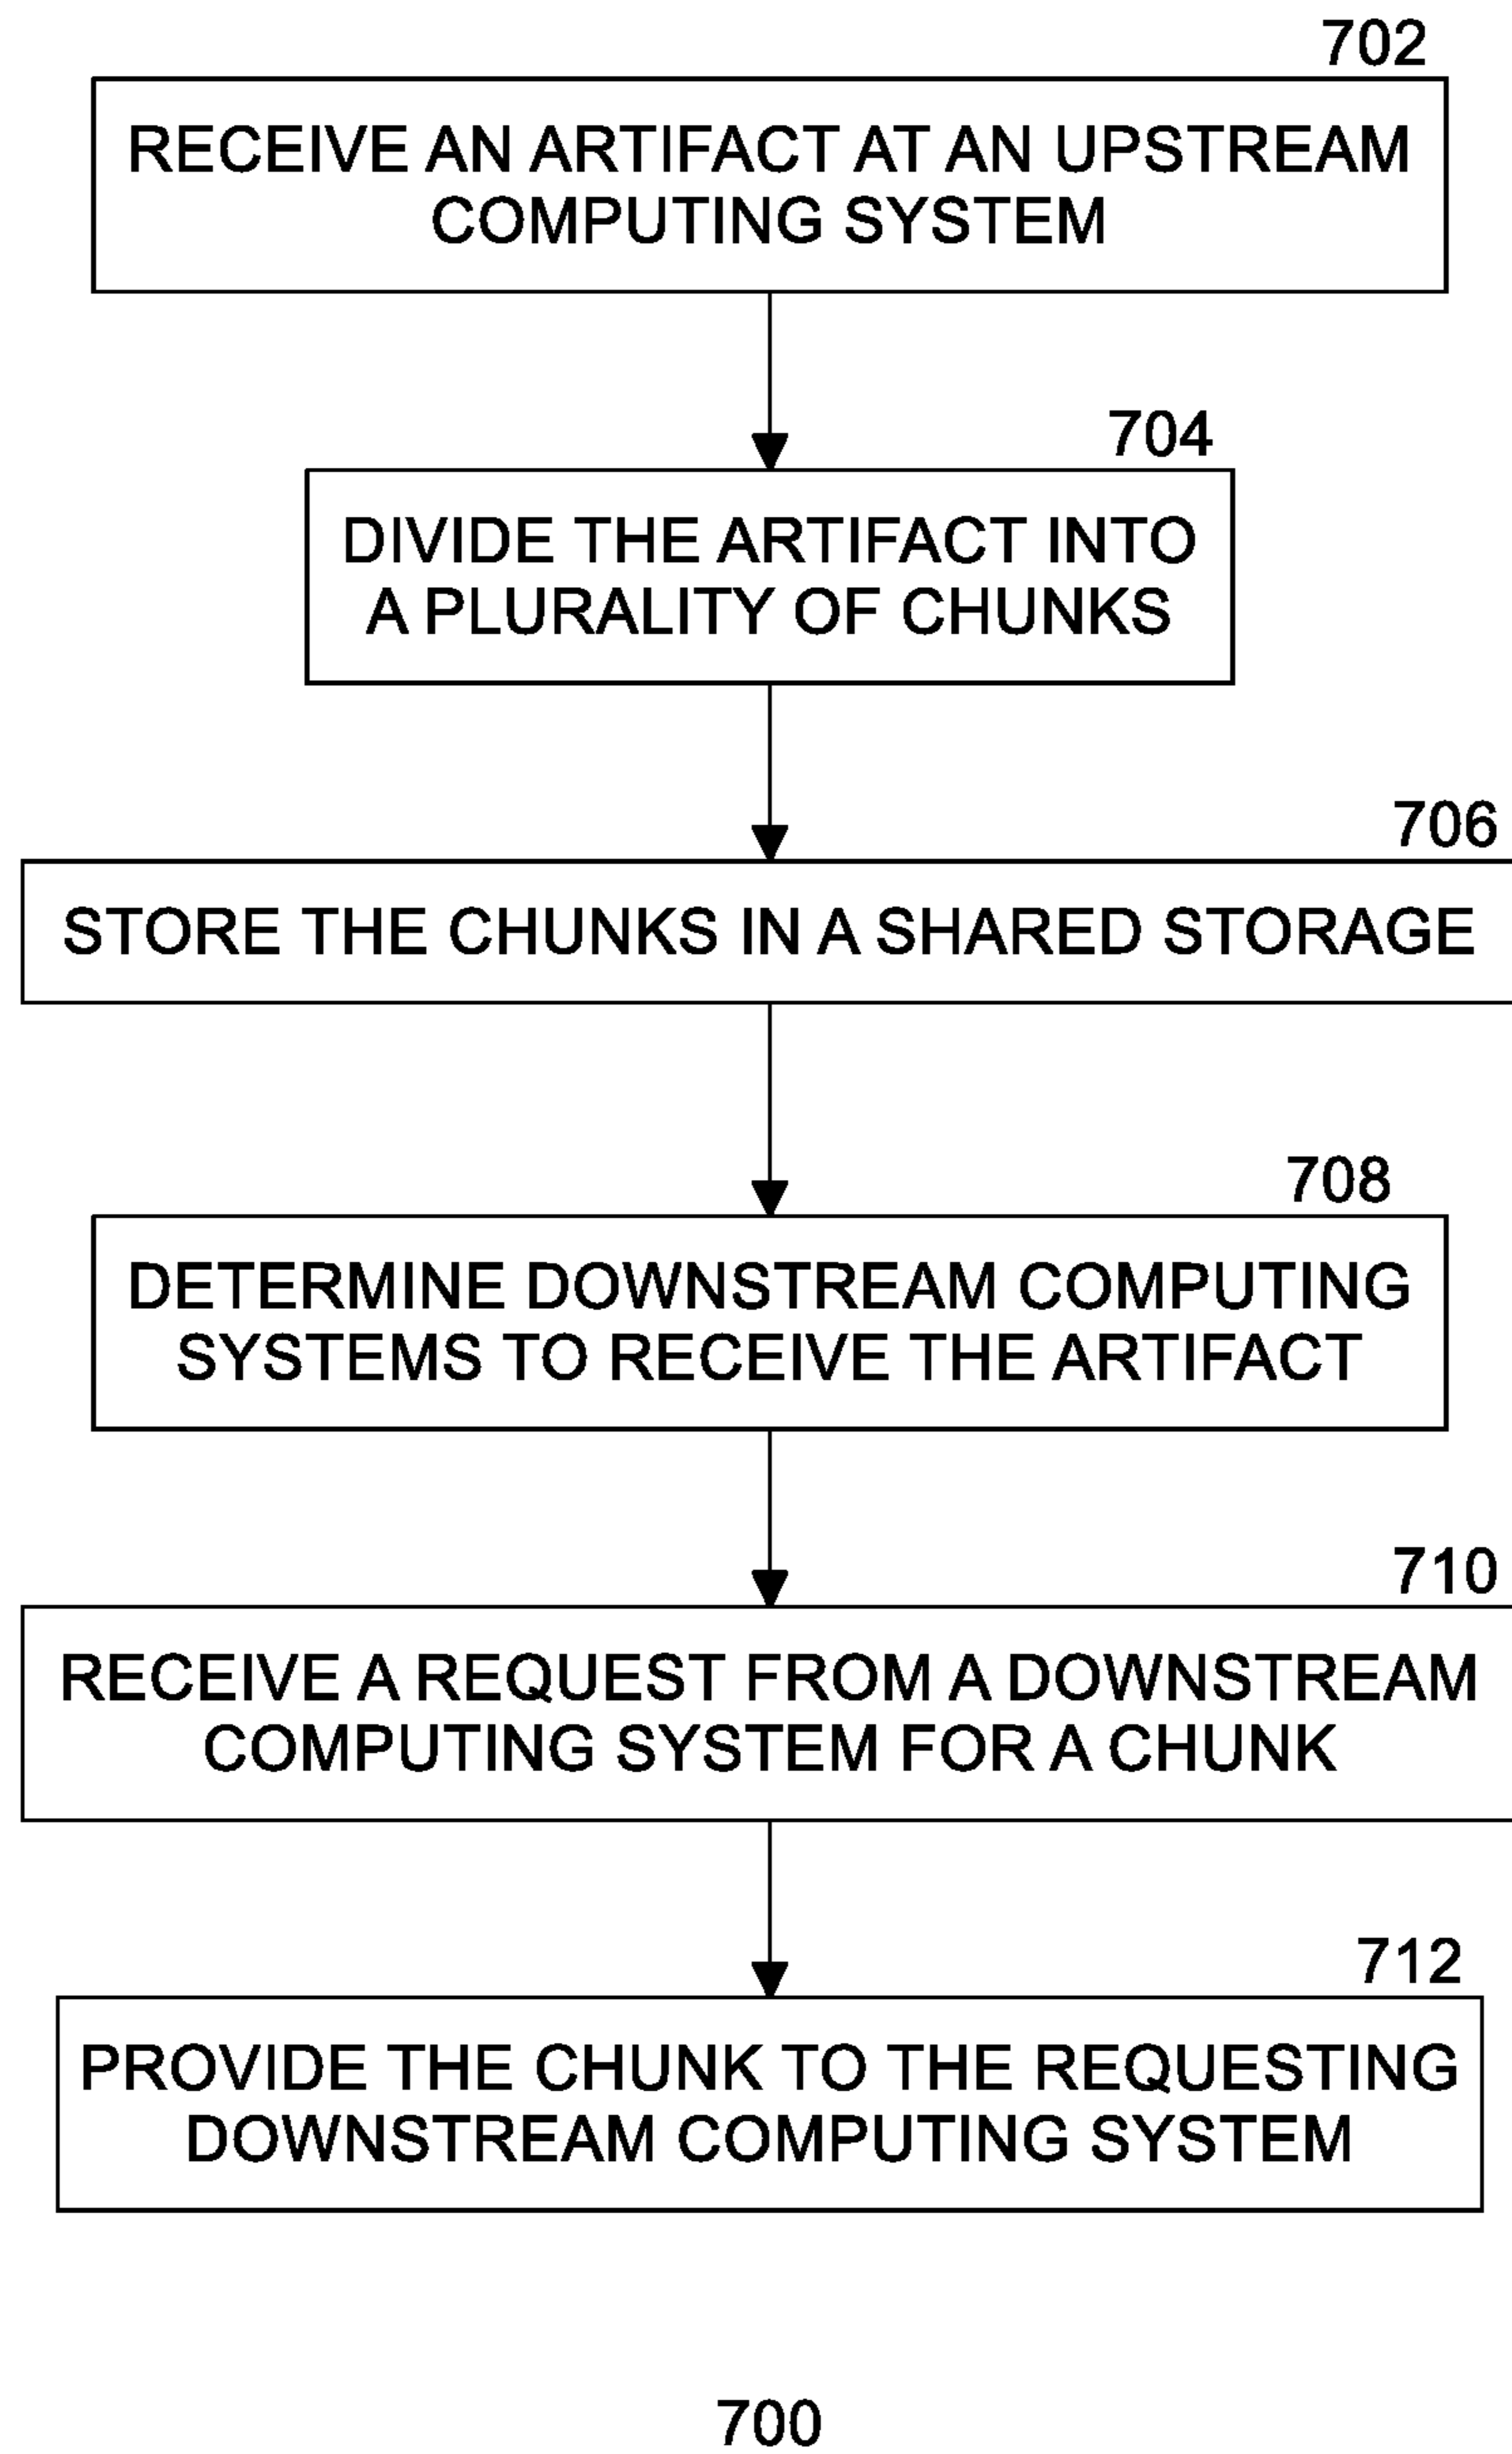 702
RECEIVE AN ARTIFACT AT AN UPSTREAM
COMPUTING SYSTEM
704
DIVIDE THE ARTIFACT INTO
A PLURALITY OF CHUNKS
706
STORE THE CHUNKS IN A SHARED STORAGE
708
DETERMINE DOWNSTREAM COMPUTING
SYSTEMS TO RECEIVE THE ARTIFACT
710
RECEIVE A REQUEST FROM A DOWNSTREAM
COMPUTING SYSTEM FOR A CHUNK
712
PROVIDE THE CHUNK TO THE REQUESTING
DOWNSTREAM COMPUTING SYSTEM
700